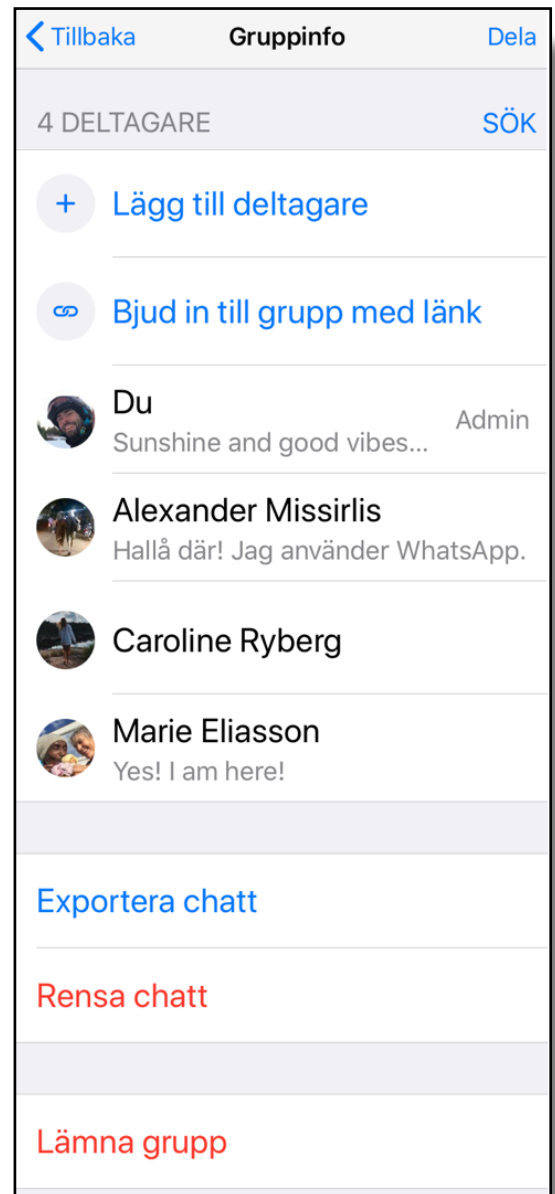 Tillbaka Gruppinfo Dela
4 DELTAGARE SÖK
Lägg till deltagare
Bjud in till grupp med länk
Du
Admin
Sunshine and good vibes...
Alexander Missirlis
Hallå där! Jag använder WhatsApp.
Caroline Ryberg
Marie Eliasson
Yes! I am here!
Exportera chatt
Rensa chatt
Lämna grupp